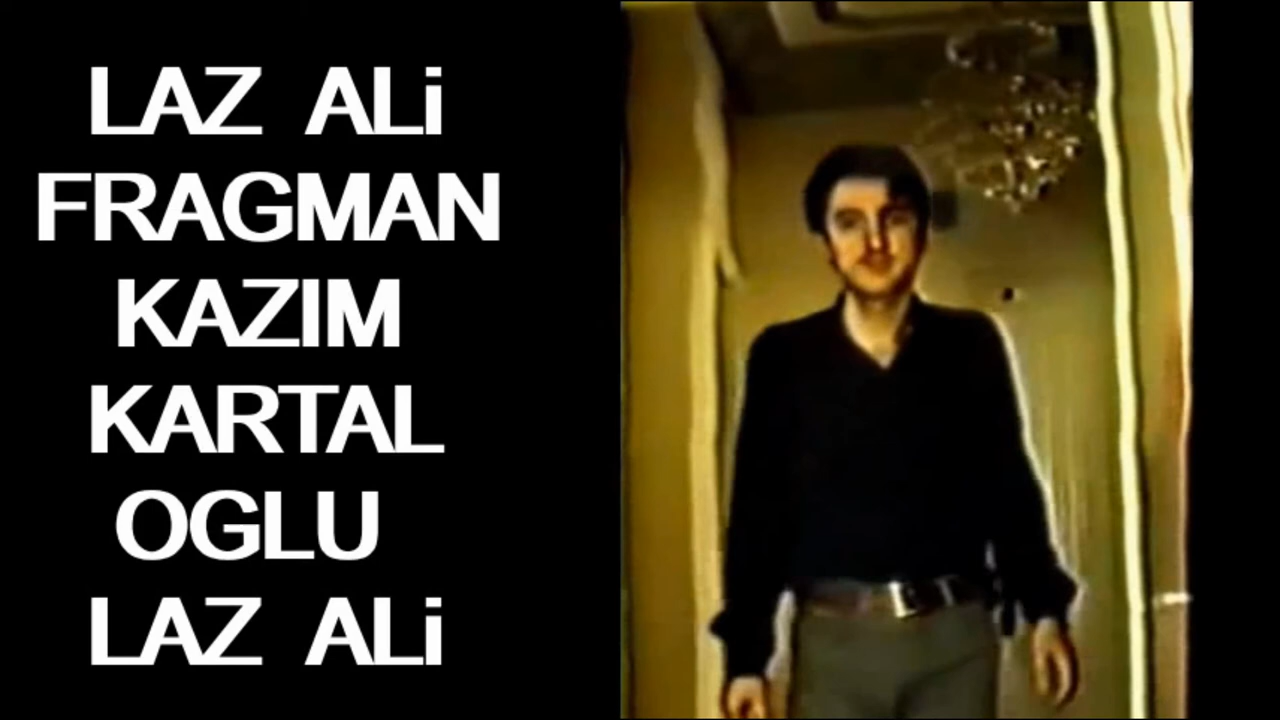 LAZ ALi
FRAGMAN
KAZIM
KARTAL
OGLU
LAZ ALi